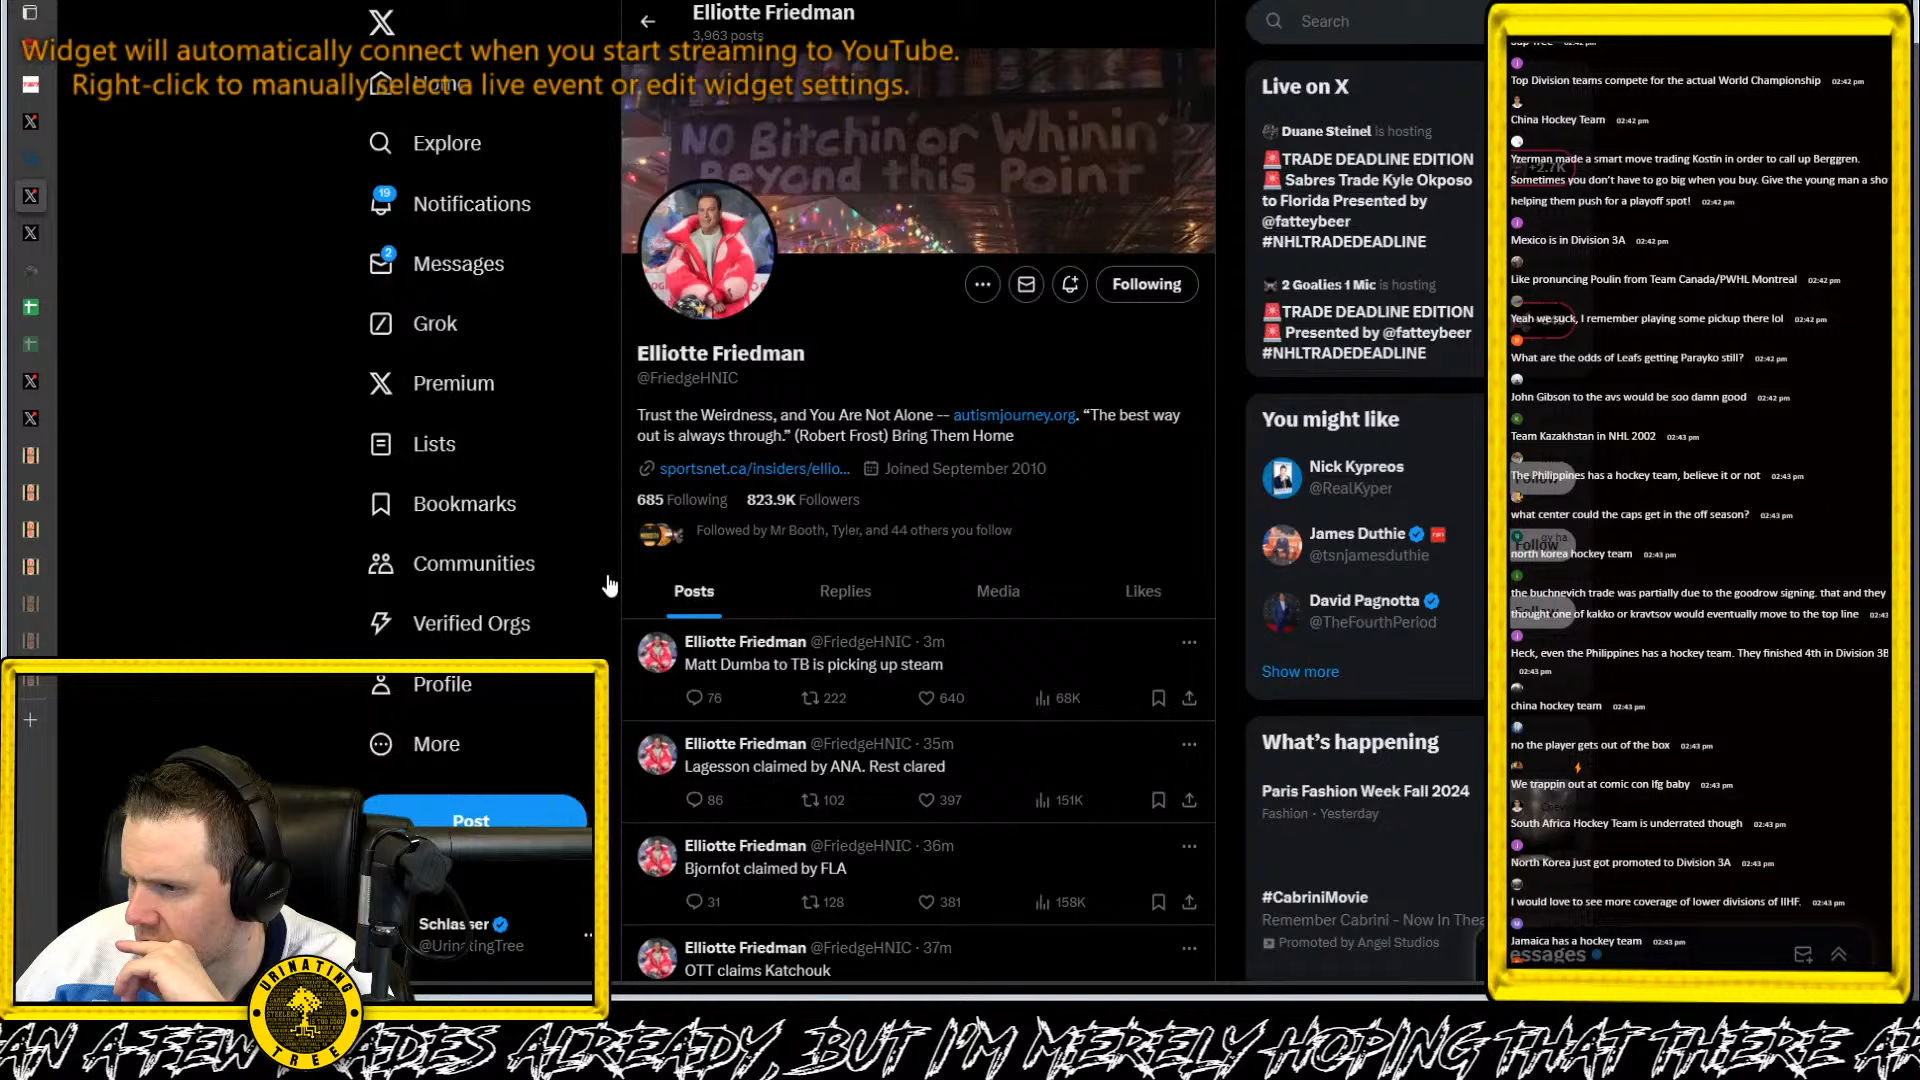 Widget will automatically connect when you start streaming to YouTube.
Right-click to manually select a live event or edit widget settings.
Explore
19
Notifications
2
Messages
Grok
Premium
Lists
Bookmarks
Communities
Verified Orgs
Profile
More
Post
Schlasser
@UrinatingTree
URINATING
TREE
Elliotte Friedman
3,963 posts
NO Bitchin' or Whinin'
Beyond this Point
Following
Elliotte Friedman
@FriedgeHNIC
Trust the Weirdness, and You Are Not Alone -- autismjourney.org. “The best way
out is always through.” (Robert Frost) Bring Them Home
sportsnet.ca/insiders/ellio... Joined September 2010
685 Following 823.9K Followers
Followed by Mr Booth, Tyler, and 44 others you follow
Posts Replies Media Likes
Elliotte Friedman @FriedgeHNIC · 3m
Matt Dumba to TB is picking up steam
76 222 640 68K
Elliotte Friedman @FriedgeHNIC · 35m
Lagesson claimed by ANA. Rest clared
86 102 397 151K
Elliotte Friedman @FriedgeHNIC · 36m
Bjornfot claimed by FLA
31 128 381 158K
Elliotte Friedman @FriedgeHNIC · 37m
OTT claims Katchouk
Search
Live on X
Duane Steinel is hosting
TRADE DEADLINE EDITION
Sabres Trade Kyle Okposo
to Florida Presented by
@fatteybeer
#NHLTRADEDEADLINE
2 Goalies 1 Mic is hosting
TRADE DEADLINE EDITION
Presented by @fatteybeer
#NHLTRADEDEADLINE
You might like
Nick Kypreos
@RealKyper
James Duthie
@tsnjamesduthie
David Pagnotta
@TheFourthPeriod
Show more
What’s happening
Paris Fashion Week Fall 2024
Fashion · Yesterday
#CabriniMovie
Remember Cabrini - Now In Thea
Promoted by Angel Studios
Top Division teams compete for the actual World Championship 02:42 pm
China Hockey Team 02:42 pm
Yzerman made a smart move trading Kostin in order to call up Berggren.
+2.7K
Sometimes you don’t have to go big when you buy. Give the young man a sho
helping them push for a playoff spot! 02:42 pm
Mexico is in Division 3A 02:42 pm
Like pronuncing Poulin from Team Canada/PWHL Montreal 02:42 pm
Yeah we suck, I remember playing some pickup there lol 02:42 pm
What are the odds of Leafs getting Parayko still? 02:42 pm
John Gibson to the avs would be soo damn good 02:42 pm
Team Kazakhstan in NHL 2002 02:43 pm
The Philippines has a hockey team, believe it or not 02:43 pm
what center could the caps get in the off season? 02:43 pm
Follow
north korea hockey team 02:43 pm
the buchnevich trade was partially due to the goodrow signing. that and they
thought one of kakko or kravtsov would eventually move to the top line 02:43
Heck, even the Philippines has a hockey team. They finished 4th in Division 3B
02:43 pm
china hockey team 02:43 pm
no the player gets out of the box 02:43 pm
We trappin out at comic con lfg baby 02:43 pm
South Africa Hockey Team is underrated though 02:43 pm
North Korea just got promoted to Division 3A 02:43 pm
I would love to see more coverage of lower divisions of IIHF. 02:43 pm
Jamaica has a hockey team 02:43 pm
essages
AN A FEW ADES ALREADY, BUT I'M MERELY HOPING THAT THERE AR